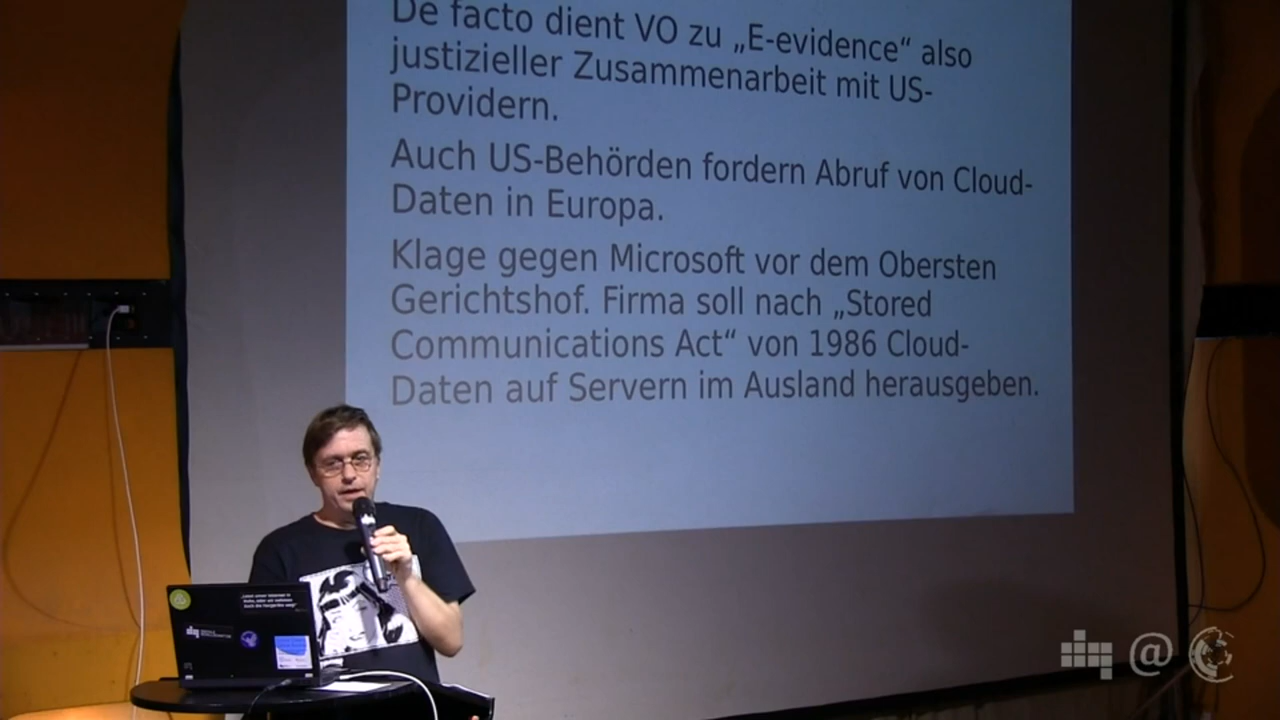 De facto dient VO zu „E-evidence“ also
justizieller Zusammenarbeit mit US-
Providern.
Auch US-Behörden fordern Abruf von Cloud-
Daten in Europa.
Klage gegen Microsoft vor dem Obersten
Gerichtshof. Firma soll nach „Stored
Communications Act“ von 1986 Cloud-
Daten auf Servern im Ausland herausgeben.
@